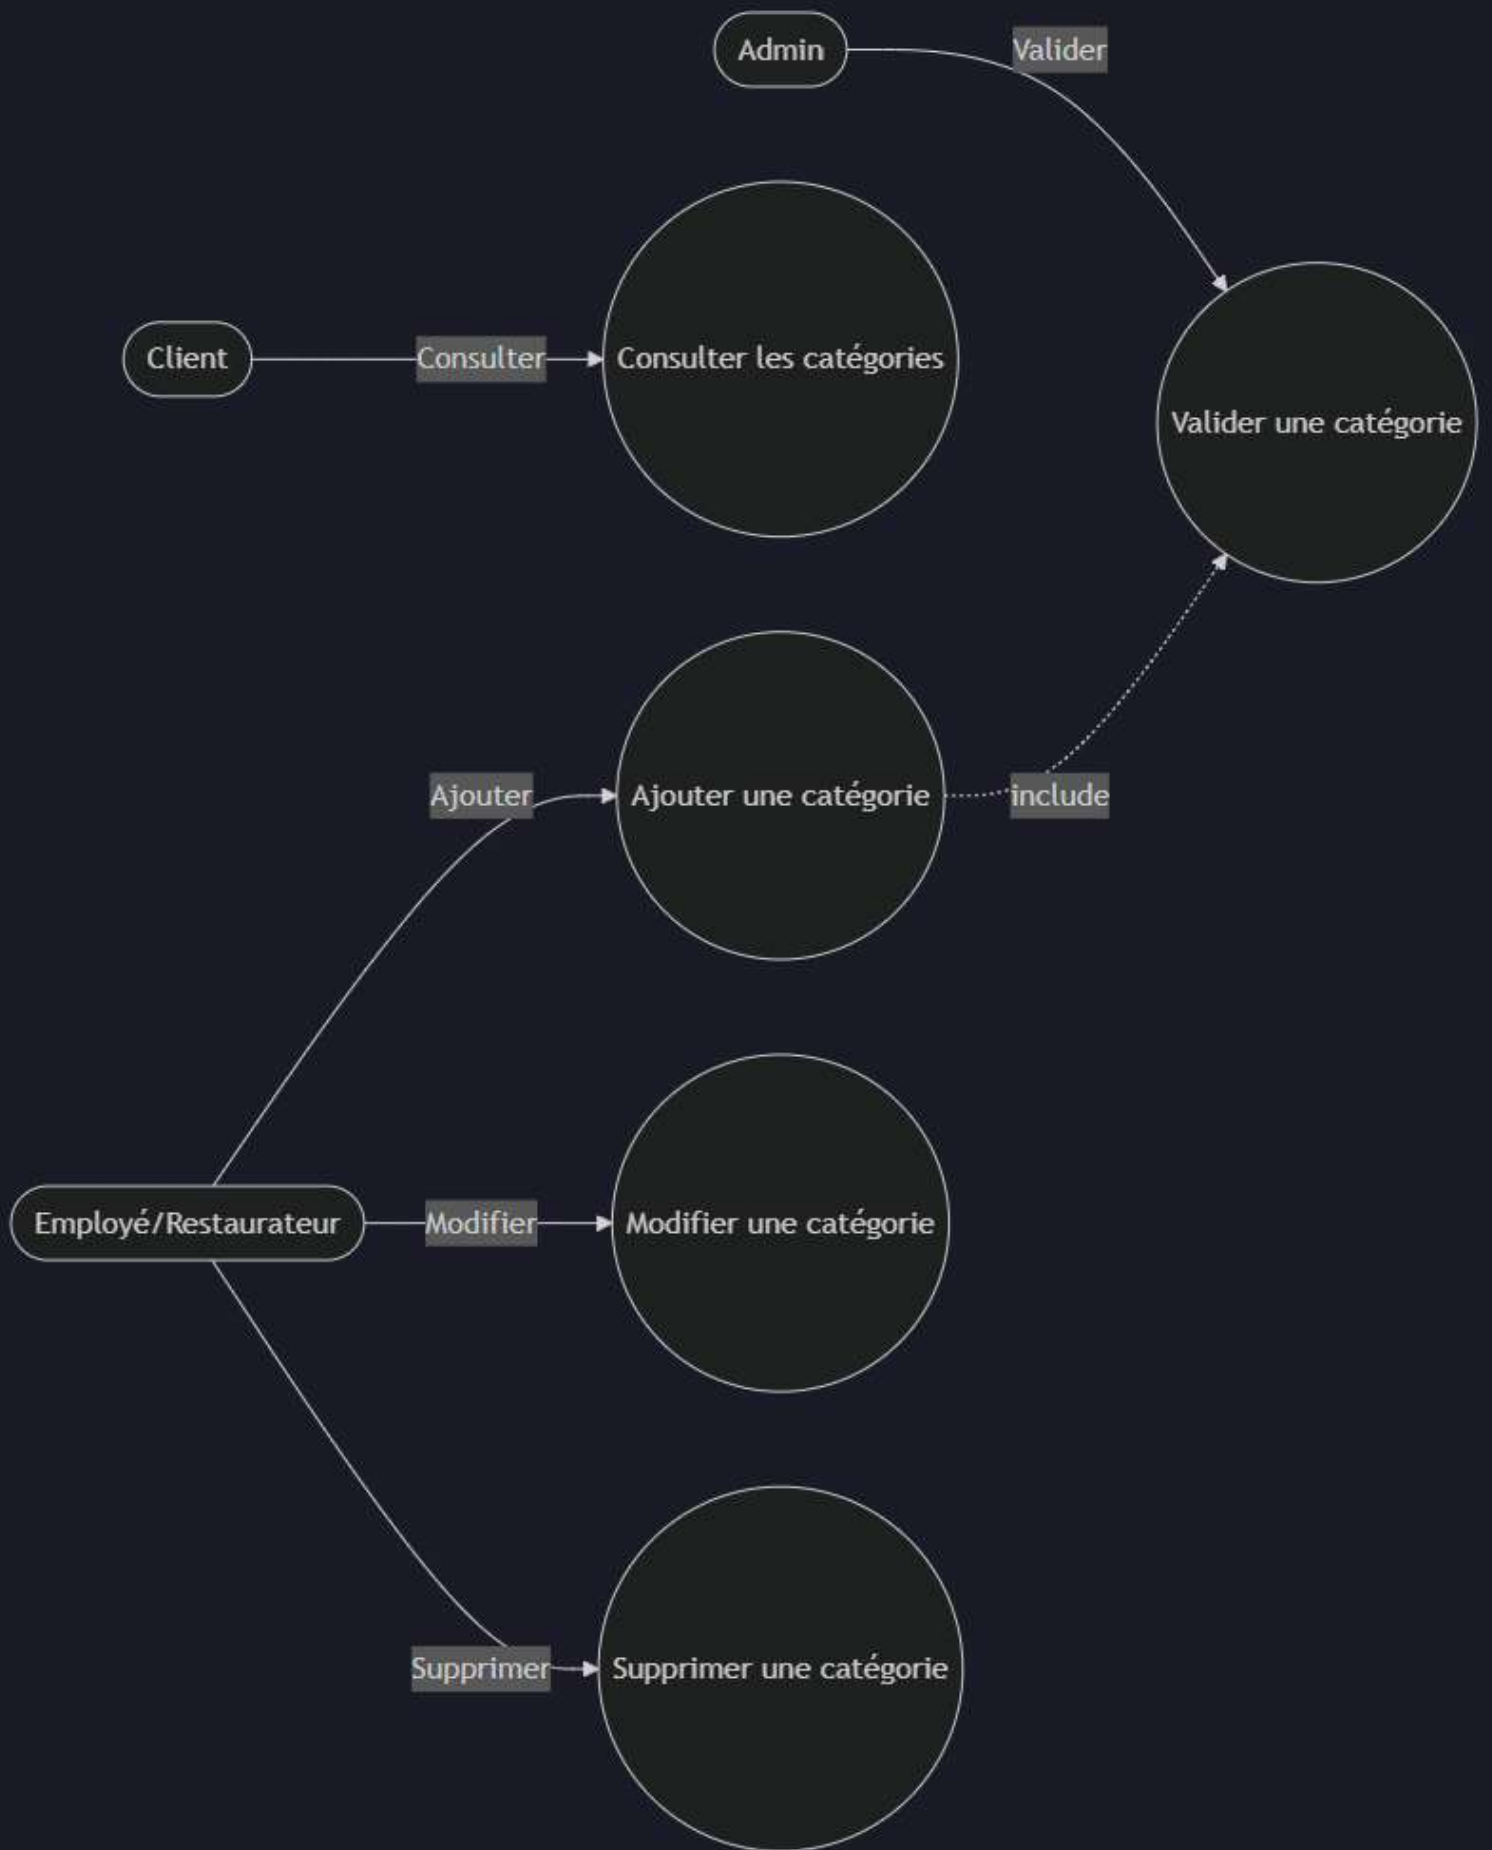 Admin
Valider
Client
Consulter
Consulter les catégories
Valider une catégorie
Ajouter
Ajouter une catégorie
include
Employé/Restaurateur
Modifier
Modifier une catégorie
Supprimer
Supprimer une catégorie